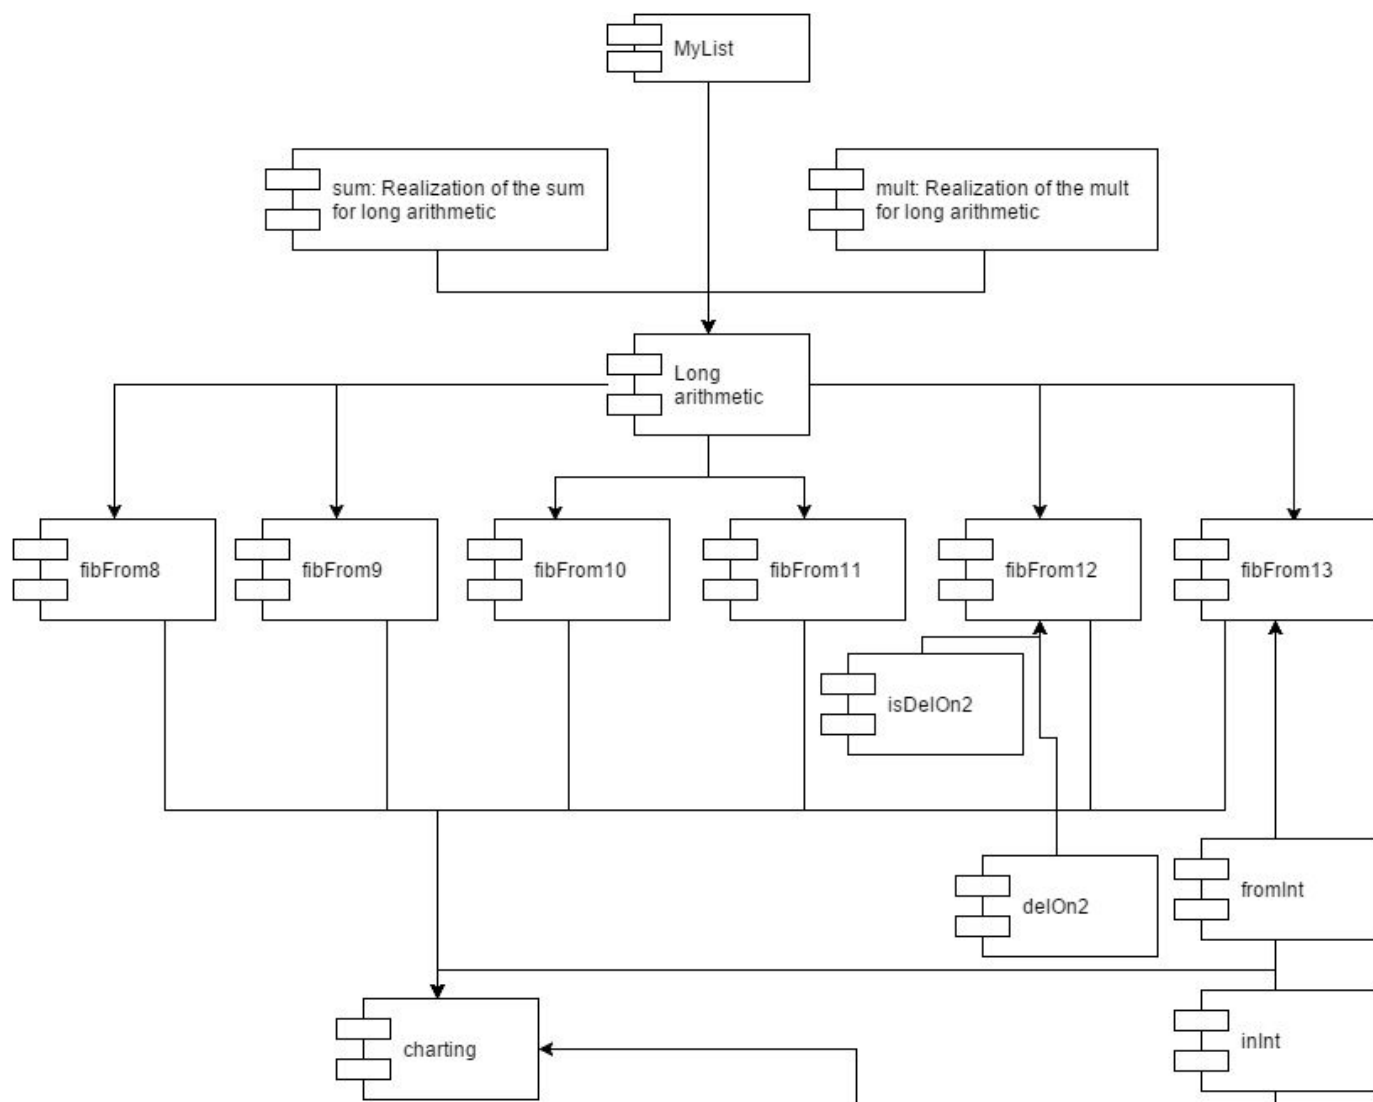 MyList
sum: Realization of the sum
for long arithmetic
mult: Realization of the mult
for long arithmetic
Long
arithmetic
fibFrom8
fibFrom9
fibFrom10
fibFrom11
fibFrom12
fibFrom13
isDelOn2
delOn2
fromInt
charting
inInt